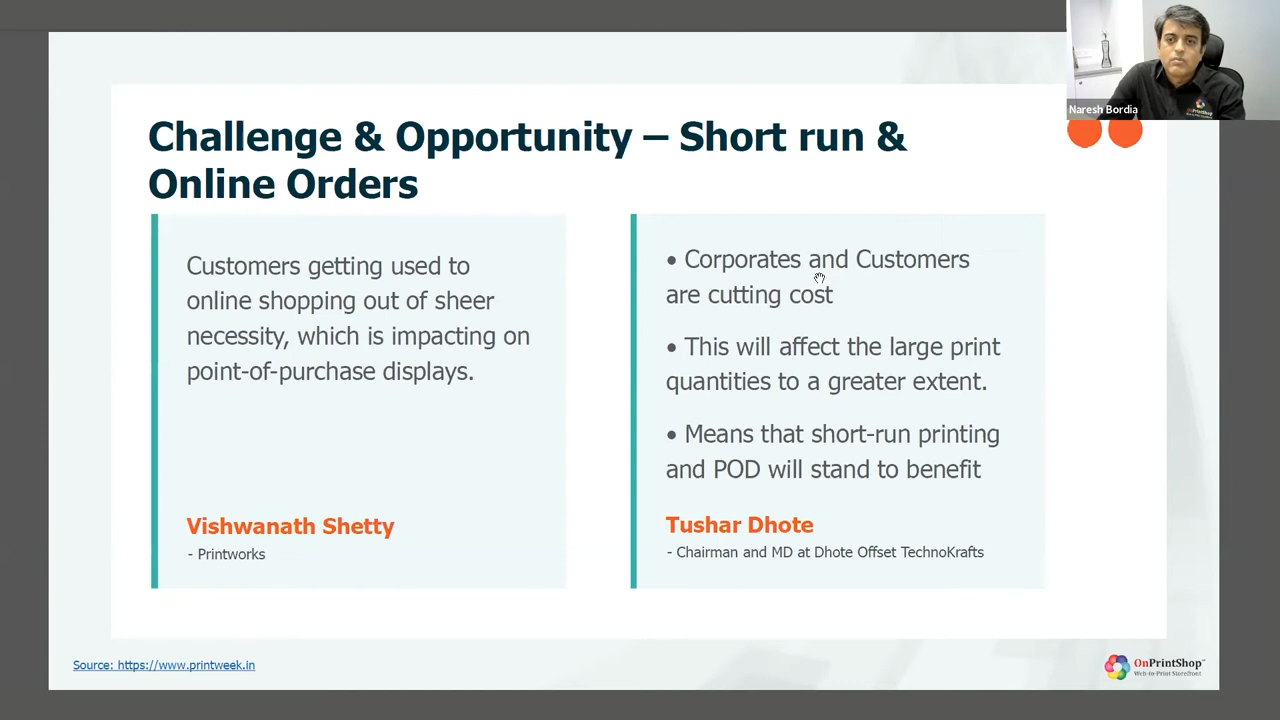 Naresh Bordia
Challenge & Opportunity – Short run &
Online Orders
Customers getting used to
online shopping out of sheer
necessity, which is impacting on
point-of-purchase displays.
Vishwanath Shetty
- Printworks
• Corporates and Customers
are cutting cost
• This will affect the large print
quantities to a greater extent.
• Means that short-run printing
and POD will stand to benefit
Tushar Dhote
- Chairman and MD at Dhote Offset TechnoKrafts
Source: https://www.printweek.in
OnPrintShop™
Web-to-Print Storefront